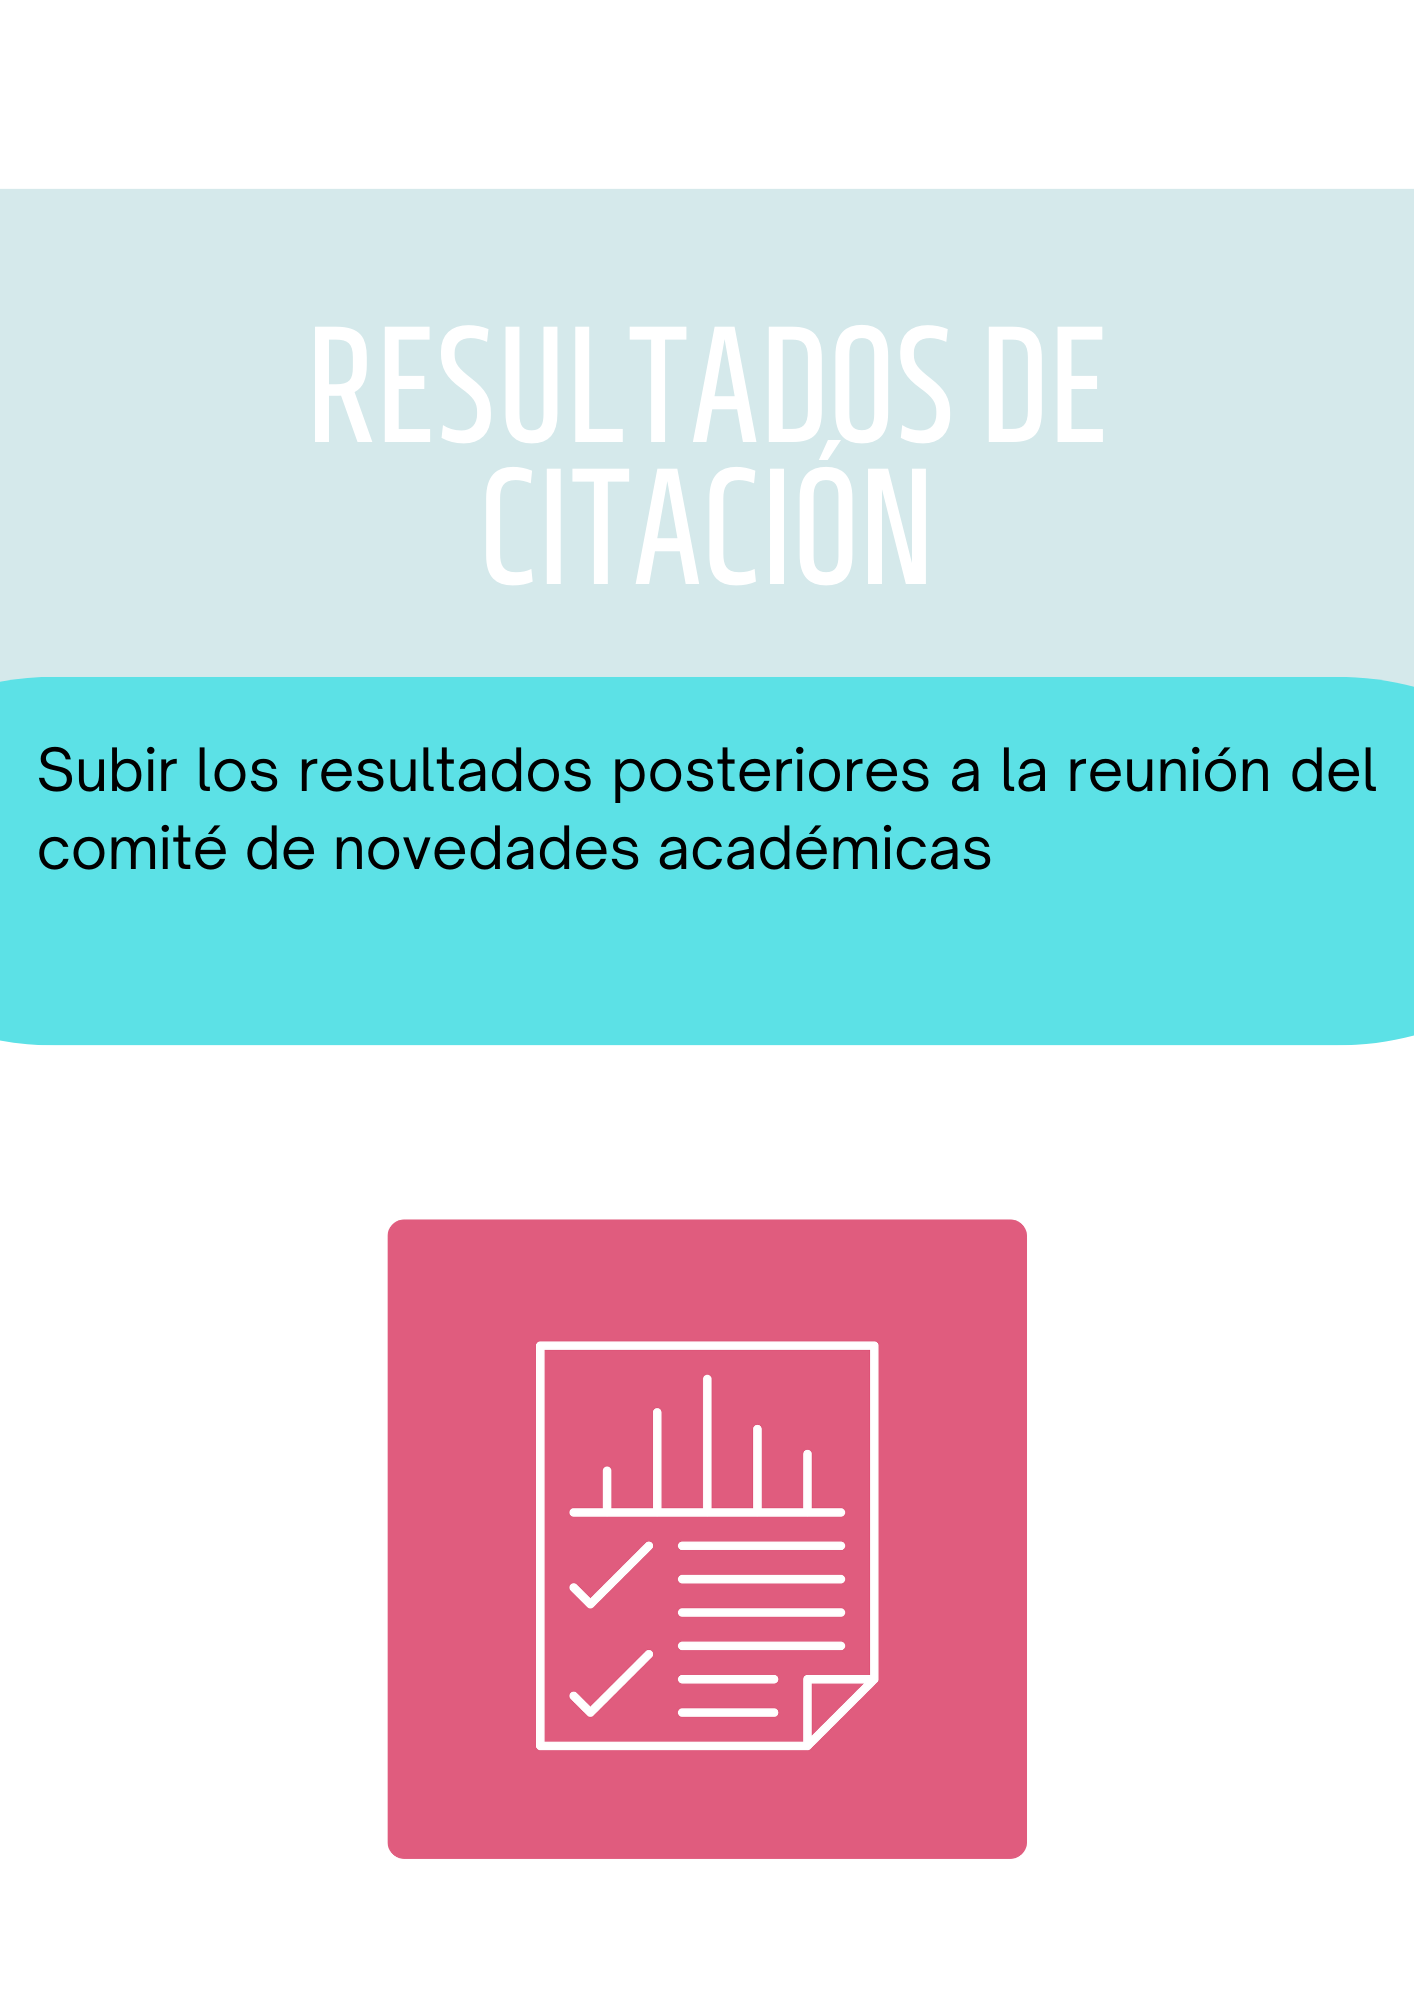 RESULTADOS DE
CITACIÓN
Subir los resultados posteriores a la reunión del
comité de novedades académicas